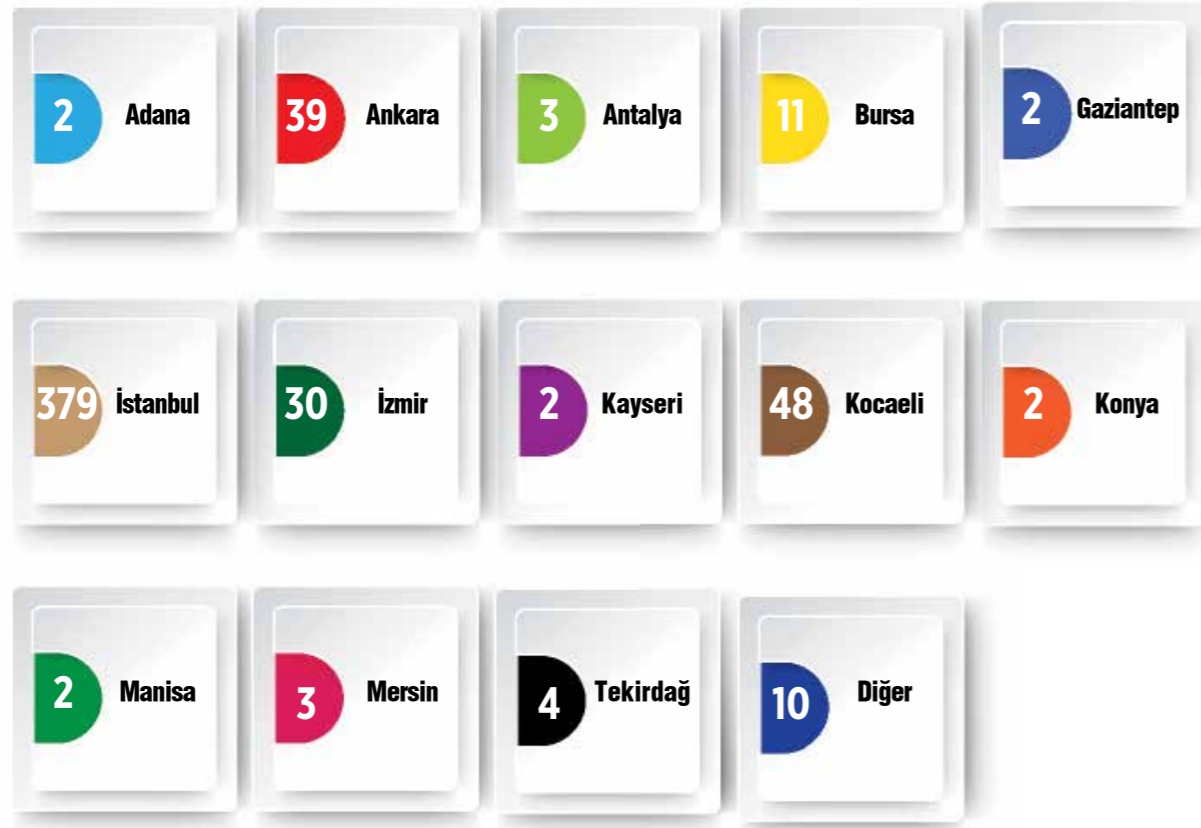 2 Adana
39 Ankara
3 Antalya
11 Bursa
2 Gaziantep
379 İstanbul
30 İzmir
2 Kayseri
48 Kocaeli
2 Konya
2 Manisa
3 Mersin
4 Tekirdağ
10 Diğer